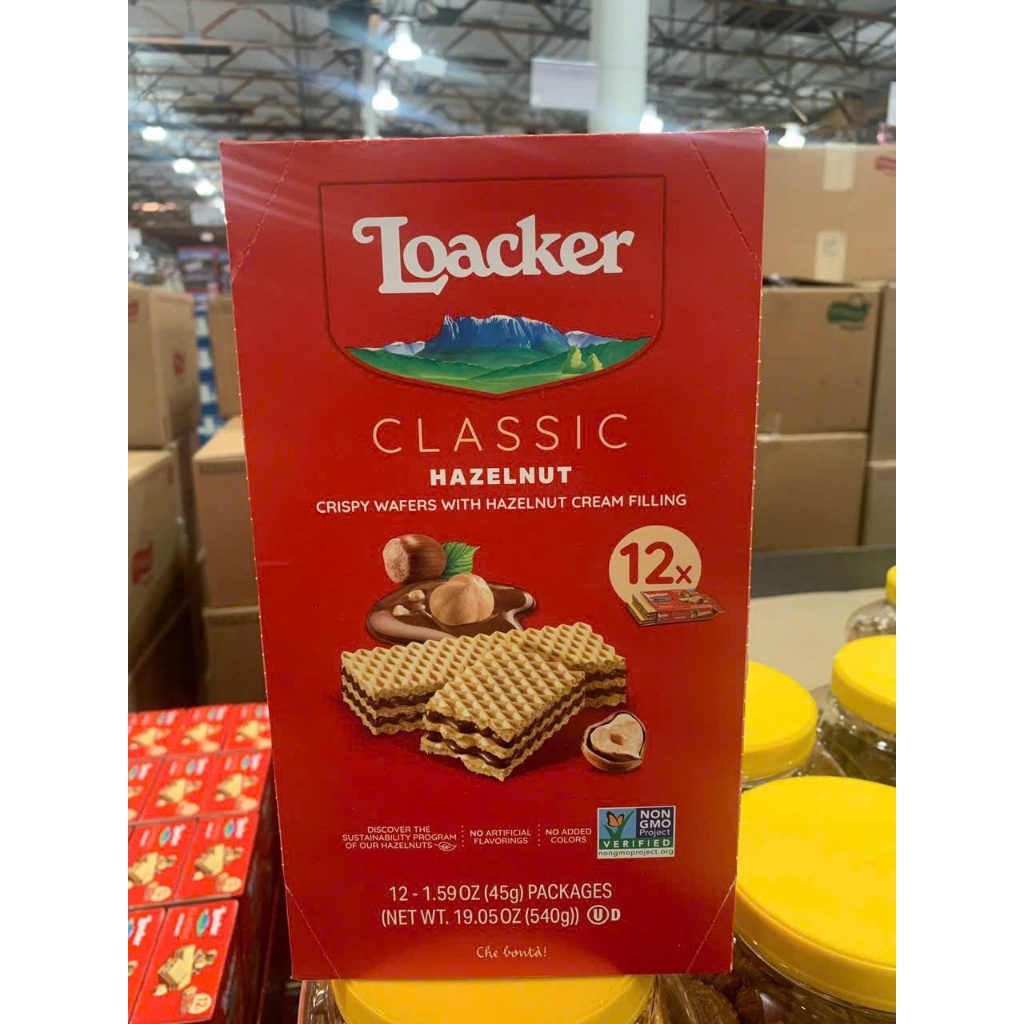 Loacker
CLASSIC
HAZELNUT
CRISPY WAFERS WITH HAZELNUT CREAM FILLING
12x
DISCOVER THE
SUSTAINABILITY PROGRAM
OF OUR HAZELNUTS
NO ARTIFICIAL
FLAVORINGS
NO ADDED
COLORS
NON
GMO
Project
VERIFIED
nongmoproject.org
12 - 1.59 OZ (45g) PACKAGES
(NET WT. 19.05 OZ (540g)) U D
Che bontà!